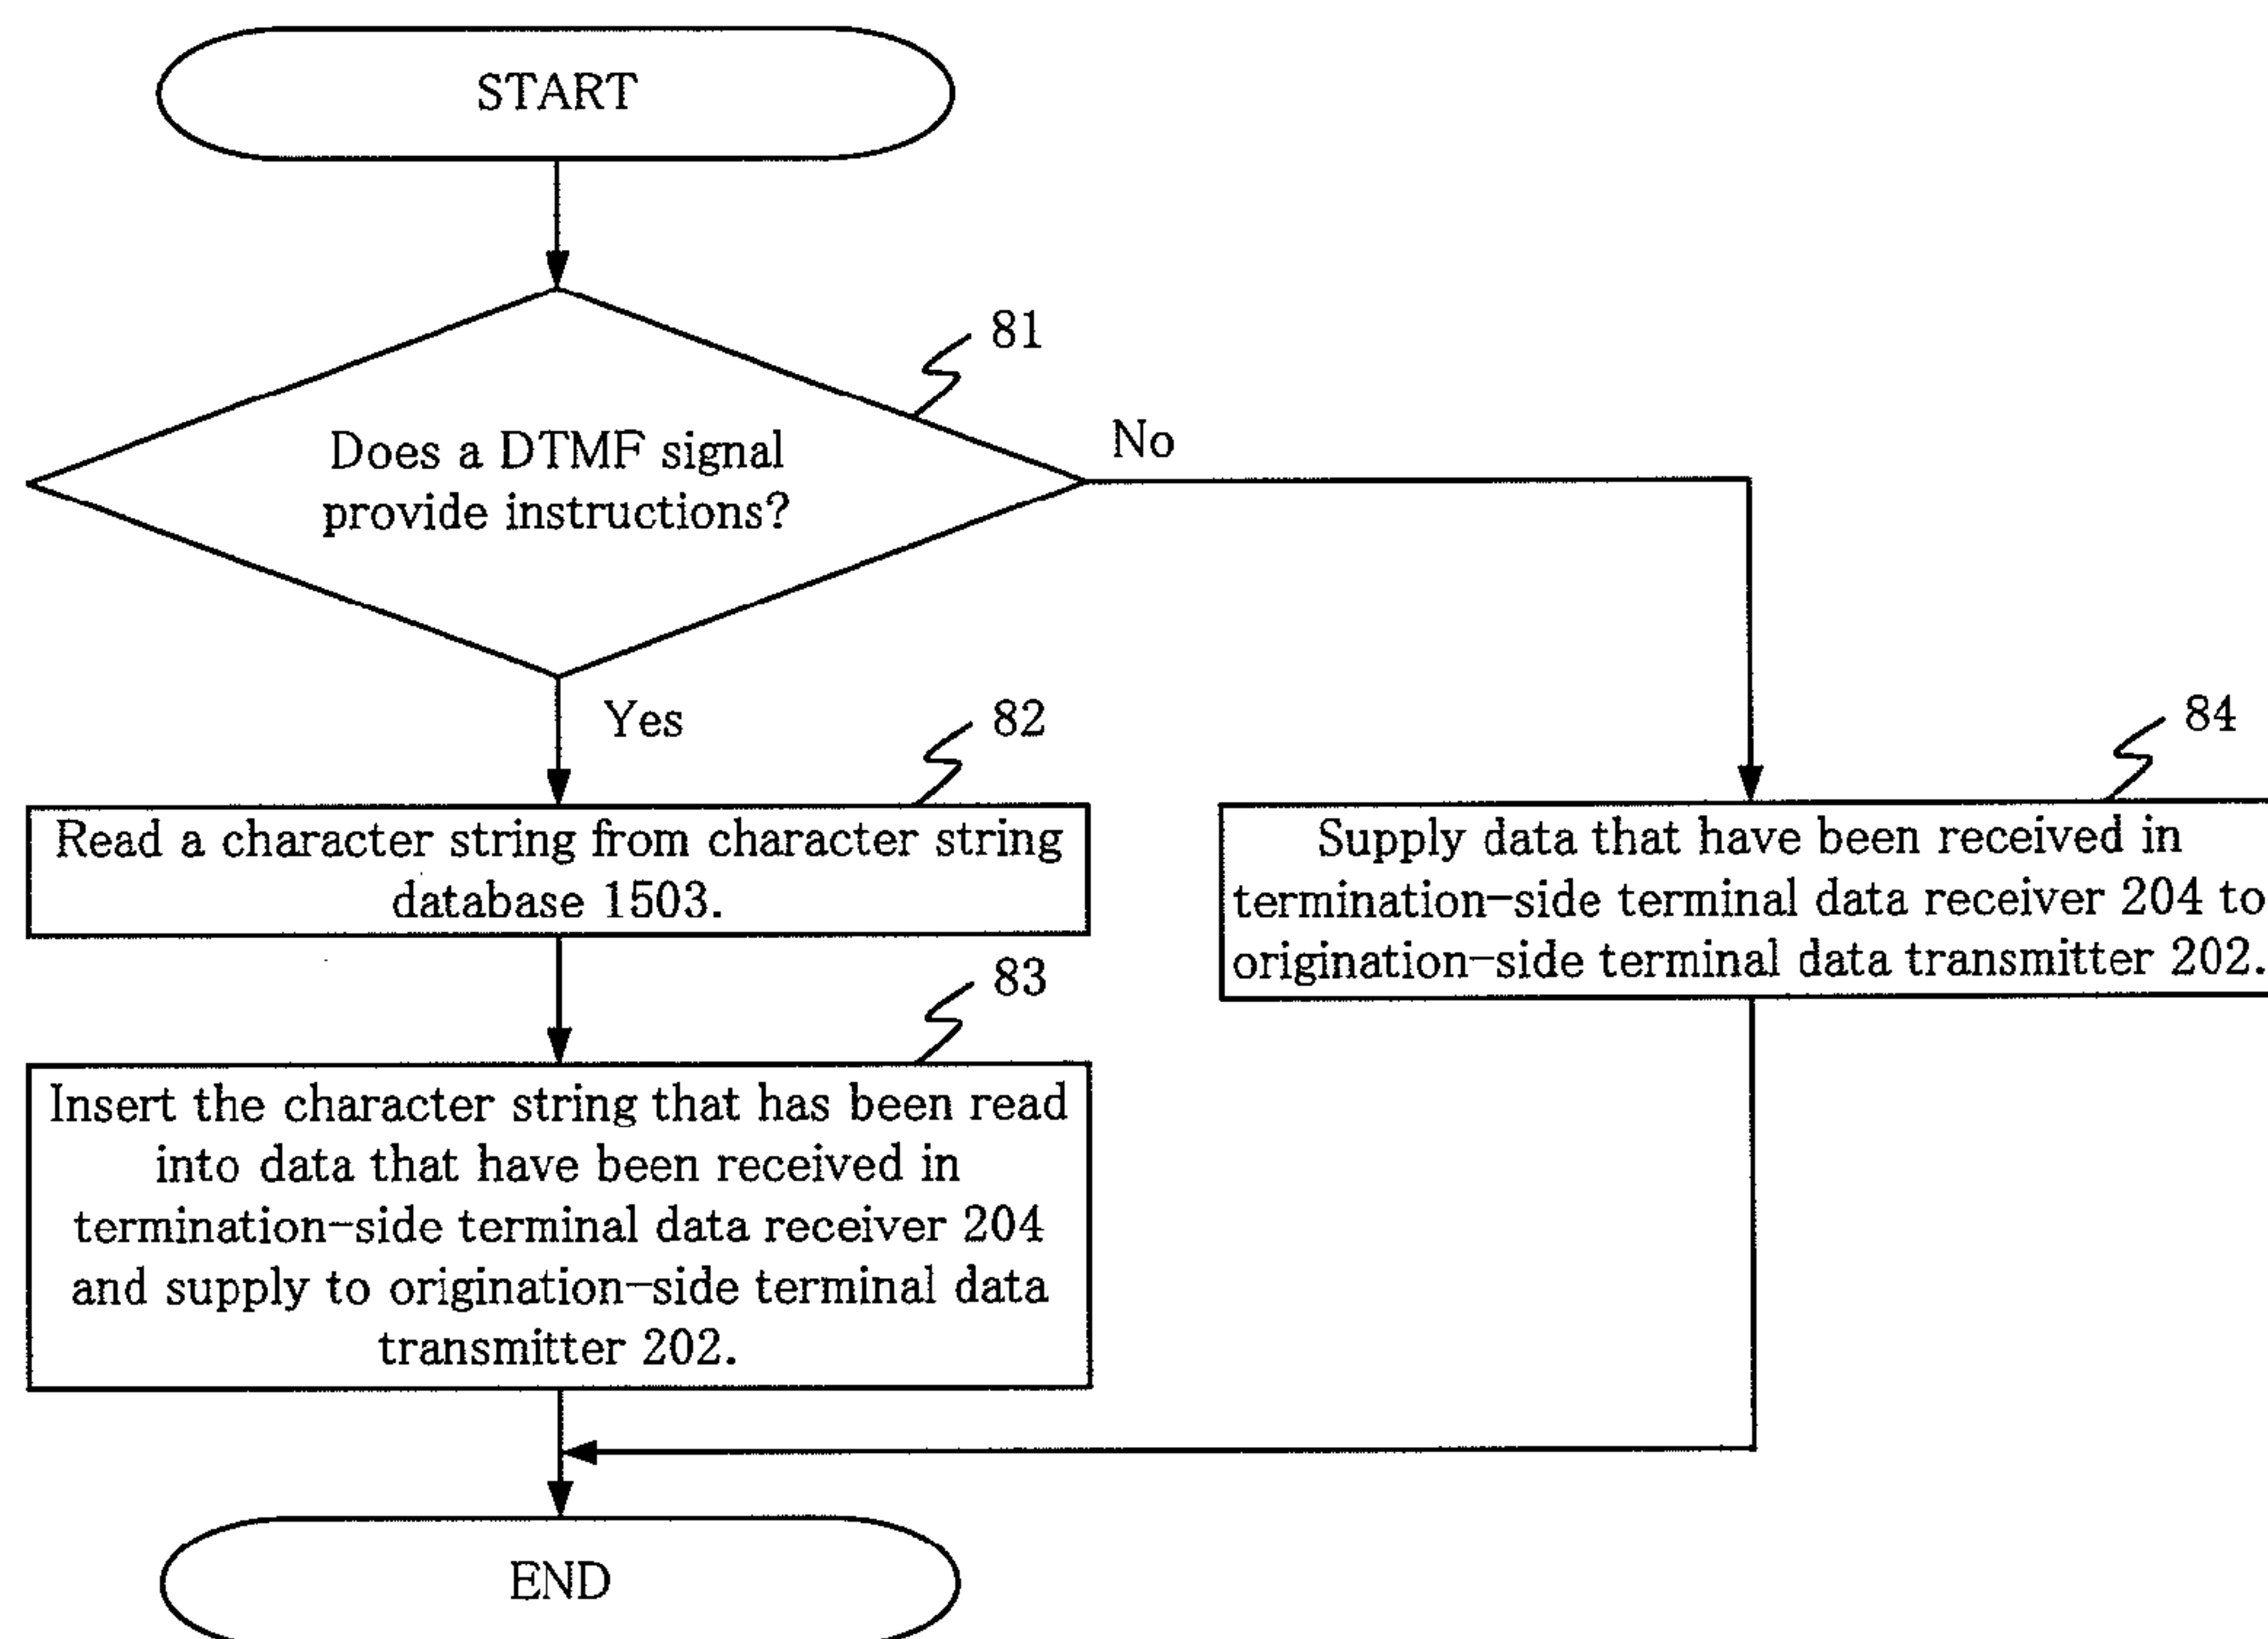 START
81
Does a DTMF signal
provide instructions?
No
Yes
82
Read a character string from character string
database 1503.
84
Supply data that have been received in
termination-side terminal data receiver 204 to
origination-side terminal data transmitter 202.
83
Insert the character string that has been read
into data that have been received in
termination-side terminal data receiver 204
and supply to origination-side terminal data
transmitter 202.
END